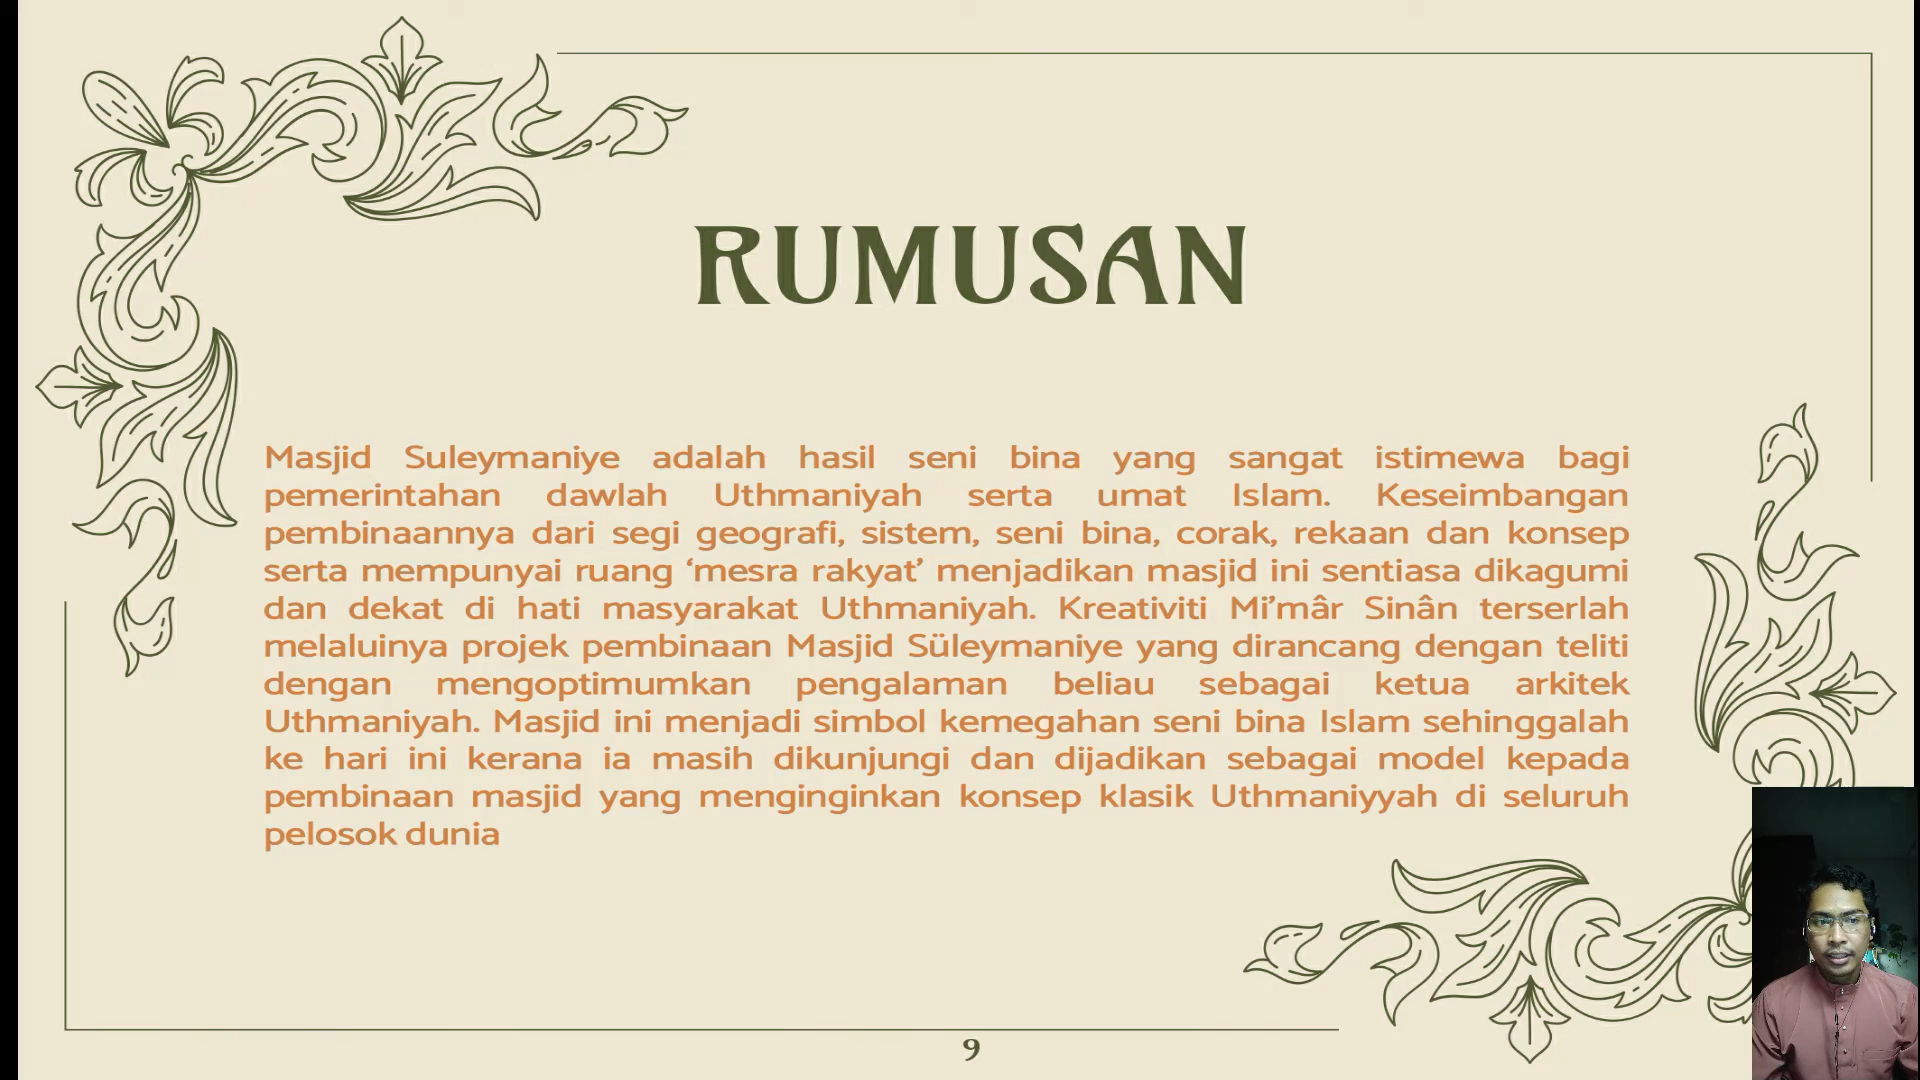 RUMUSAN
Masjid Suleymaniye adalah hasil seni bina yang sangat istimewa bagi
pemerintahan dawlah Uthmaniyah serta umat Islam. Keseimbangan
pembinaannya dari segi geografi, sistem, seni bina, corak, rekaan dan konsep
serta mempunyai ruang ‘mesra rakyat’ menjadikan masjid ini sentiasa dikagumi
dan dekat di hati masyarakat Uthmaniyah. Kreativiti Mi’mâr Sinân terserlah
melaluinya projek pembinaan Masjid Süleymaniye yang dirancang dengan teliti
dengan mengoptimumkan pengalaman beliau sebagai ketua arkitek
Uthmaniyah. Masjid ini menjadi simbol kemegahan seni bina Islam sehinggalah
ke hari ini kerana ia masih dikunjungi dan dijadikan sebagai model kepada
pembinaan masjid yang menginginkan konsep klasik Uthmaniyyah di seluruh
pelosok dunia
9